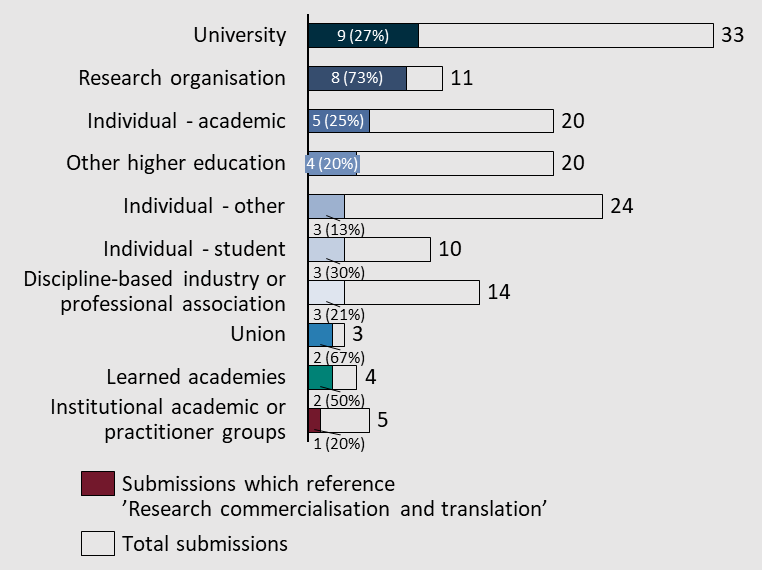 University 9 (27%) 33
Research organisation 8 (73%) 11
Individual - academic 5 (25%) 20
Other higher education 4 (20%) 20
Individual - other 24
3 (13%)
Individual - student 10
3 (30%)
Discipline-based industry or
professional association 14
3 (21%)
Union 3
2 (67%)
Learned academies 4
2 (50%)
Institutional academic or
practitioner groups 5
1 (20%)
Submissions which reference
’Research commercialisation and translation’
Total submissions